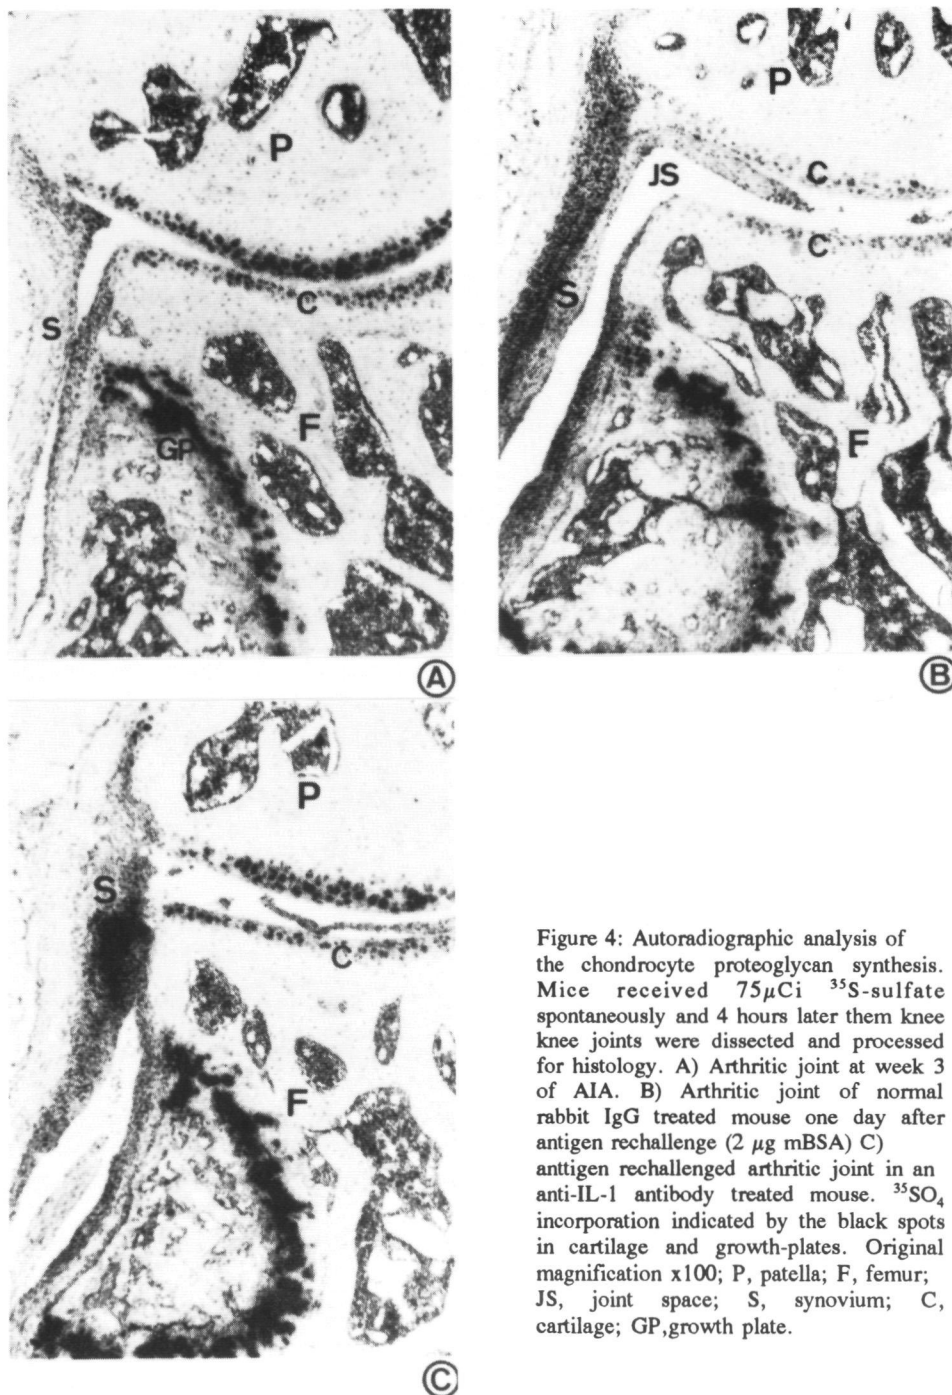 P
S
C
GP
F
A
P
JS
C
C
S
F
B
P
S
C
F
C
Figure 4: Autoradiographic analysis of
the chondrocyte proteoglycan synthesis.
Mice received 75μCi ³⁵S-sulfate
spontaneously and 4 hours later them knee
knee joints were dissected and processed
for histology. A) Arthritic joint at week 3
of AIA. B) Arthritic joint of normal
rabbit IgG treated mouse one day after
antigen rechallenge (2 μg mBSA) C)
anttigen rechallenged arthritic joint in an
anti-IL-1 antibody treated mouse. ³⁵SO₄
incorporation indicated by the black spots
in cartilage and growth-plates. Original
magnification x100; P, patella; F, femur;
JS, joint space; S, synovium; C,
cartilage; GP,growth plate.